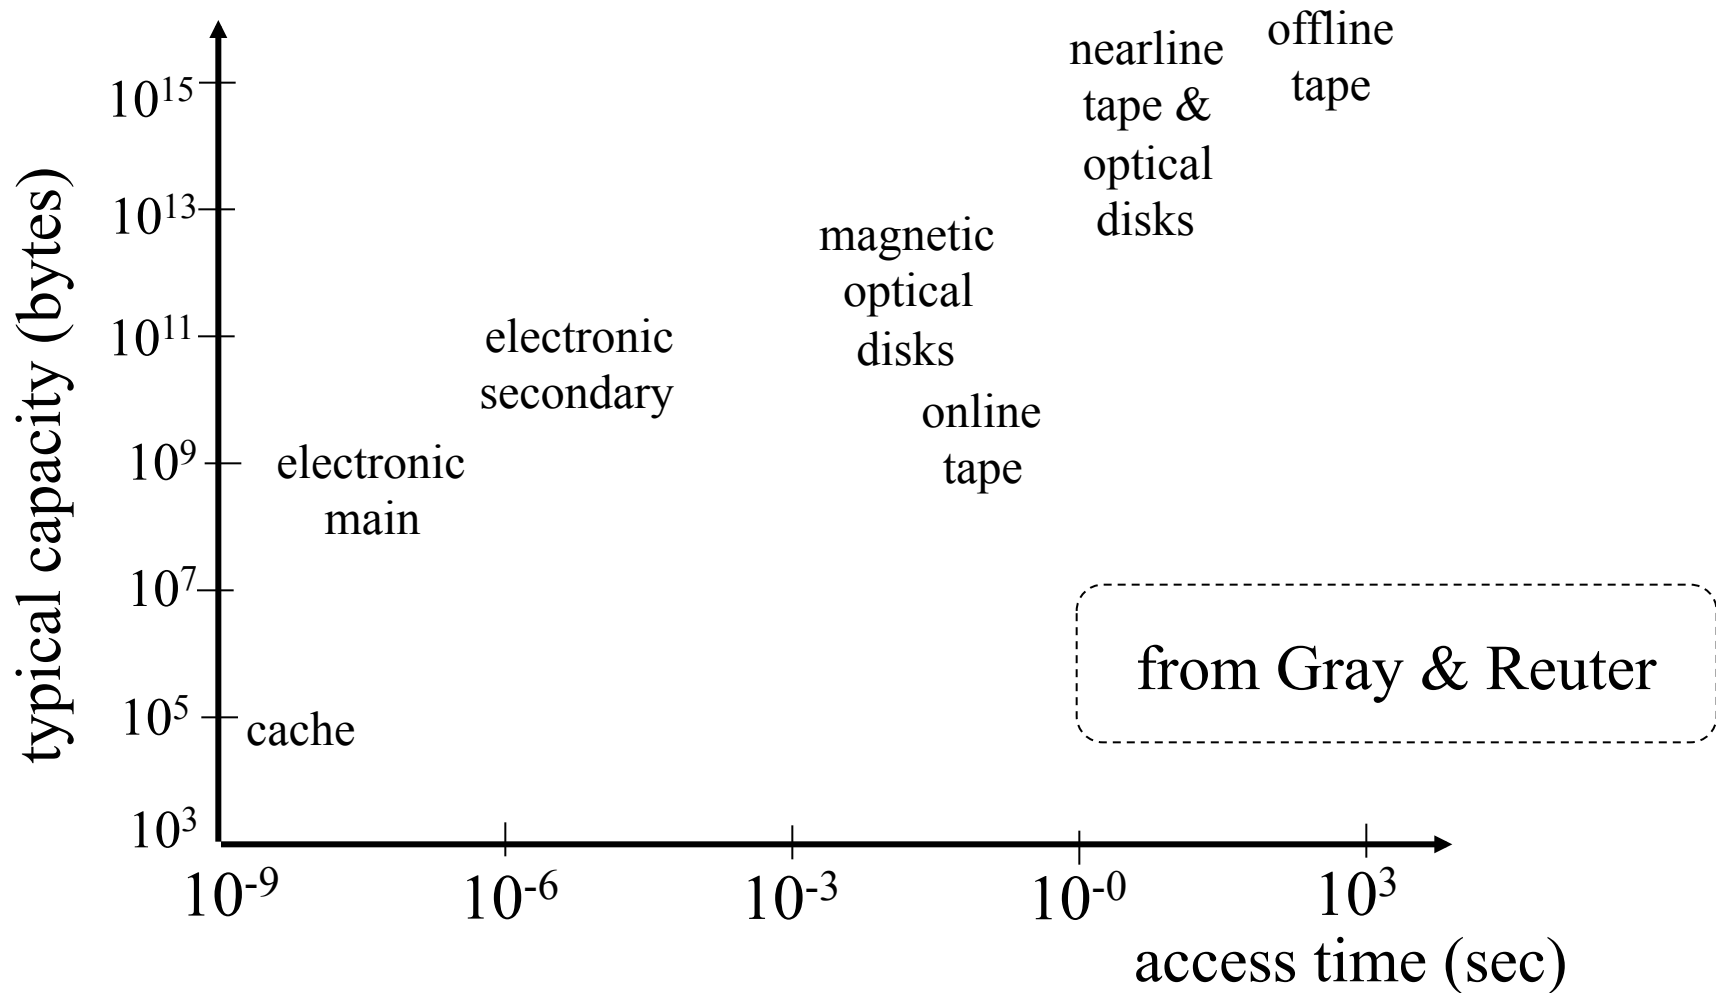 typical capacity (bytes)
10^15
10^13
10^11
10^9
10^7
10^5
10^3
nearline
tape &
optical
disks
offline
tape
magnetic
optical
disks
electronic
secondary
online
tape
electronic
main
cache
from Gray & Reuter
10^-9
10^-6
10^-3
10^-0
10^3
access time (sec)